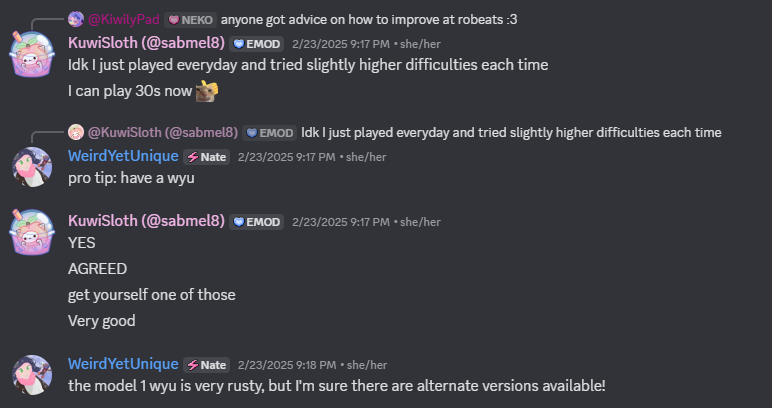 @KiwilyPad NEKO anyone got advice on how to improve at robeats :3
KuwiSloth (@sabmel8) EMOD 2/23/2025 9:17 PM • she/her
Idk I just played everyday and tried slightly higher difficulties each time
I can play 30s now
@KuwiSloth (@sabmel8) EMOD Idk I just played everyday and tried slightly higher difficulties each time
WeirdYetUnique Nate 2/23/2025 9:17 PM • she/her
pro tip: have a wyu
KuwiSloth (@sabmel8) EMOD 2/23/2025 9:17 PM • she/her
YES
AGREED
get yourself one of those
Very good
WeirdYetUnique Nate 2/23/2025 9:18 PM • she/her
the model 1 wyu is very rusty, but I'm sure there are alternate versions available!